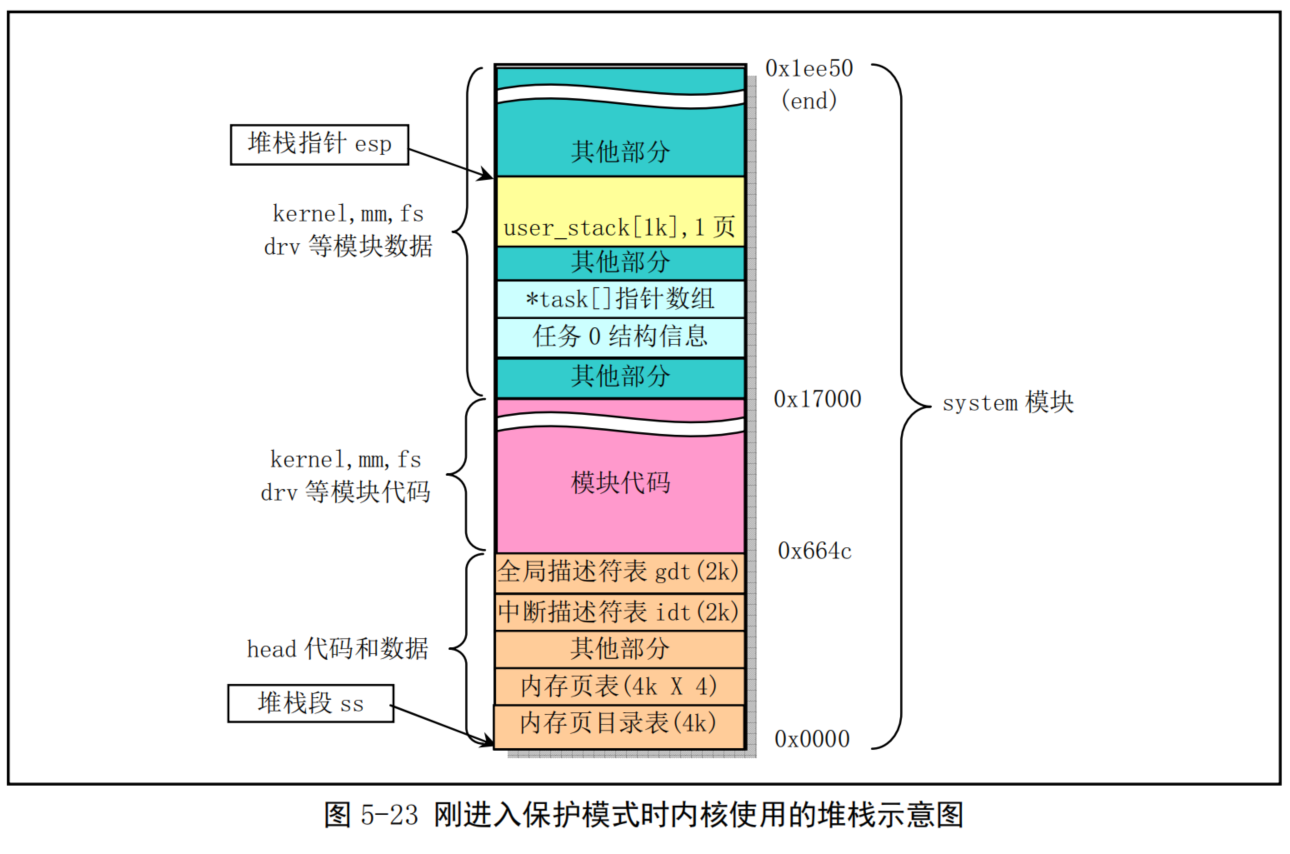 0x1ee50
(end)
堆栈指针 esp
其他部分
kernel,mm,fs
drv 等模块数据
user_stack[1k],1 页
其他部分
*task[]指针数组
任务 0 结构信息
其他部分
0x17000
system 模块
kernel,mm,fs
drv 等模块代码
模块代码
0x664c
全局描述符表 gdt(2k)
中断描述符表 idt(2k)
head 代码和数据
其他部分
内存页表(4k X 4)
堆栈段 ss
内存页目录表(4k)
0x0000
图 5-23 刚进入保护模式时内核使用的堆栈示意图